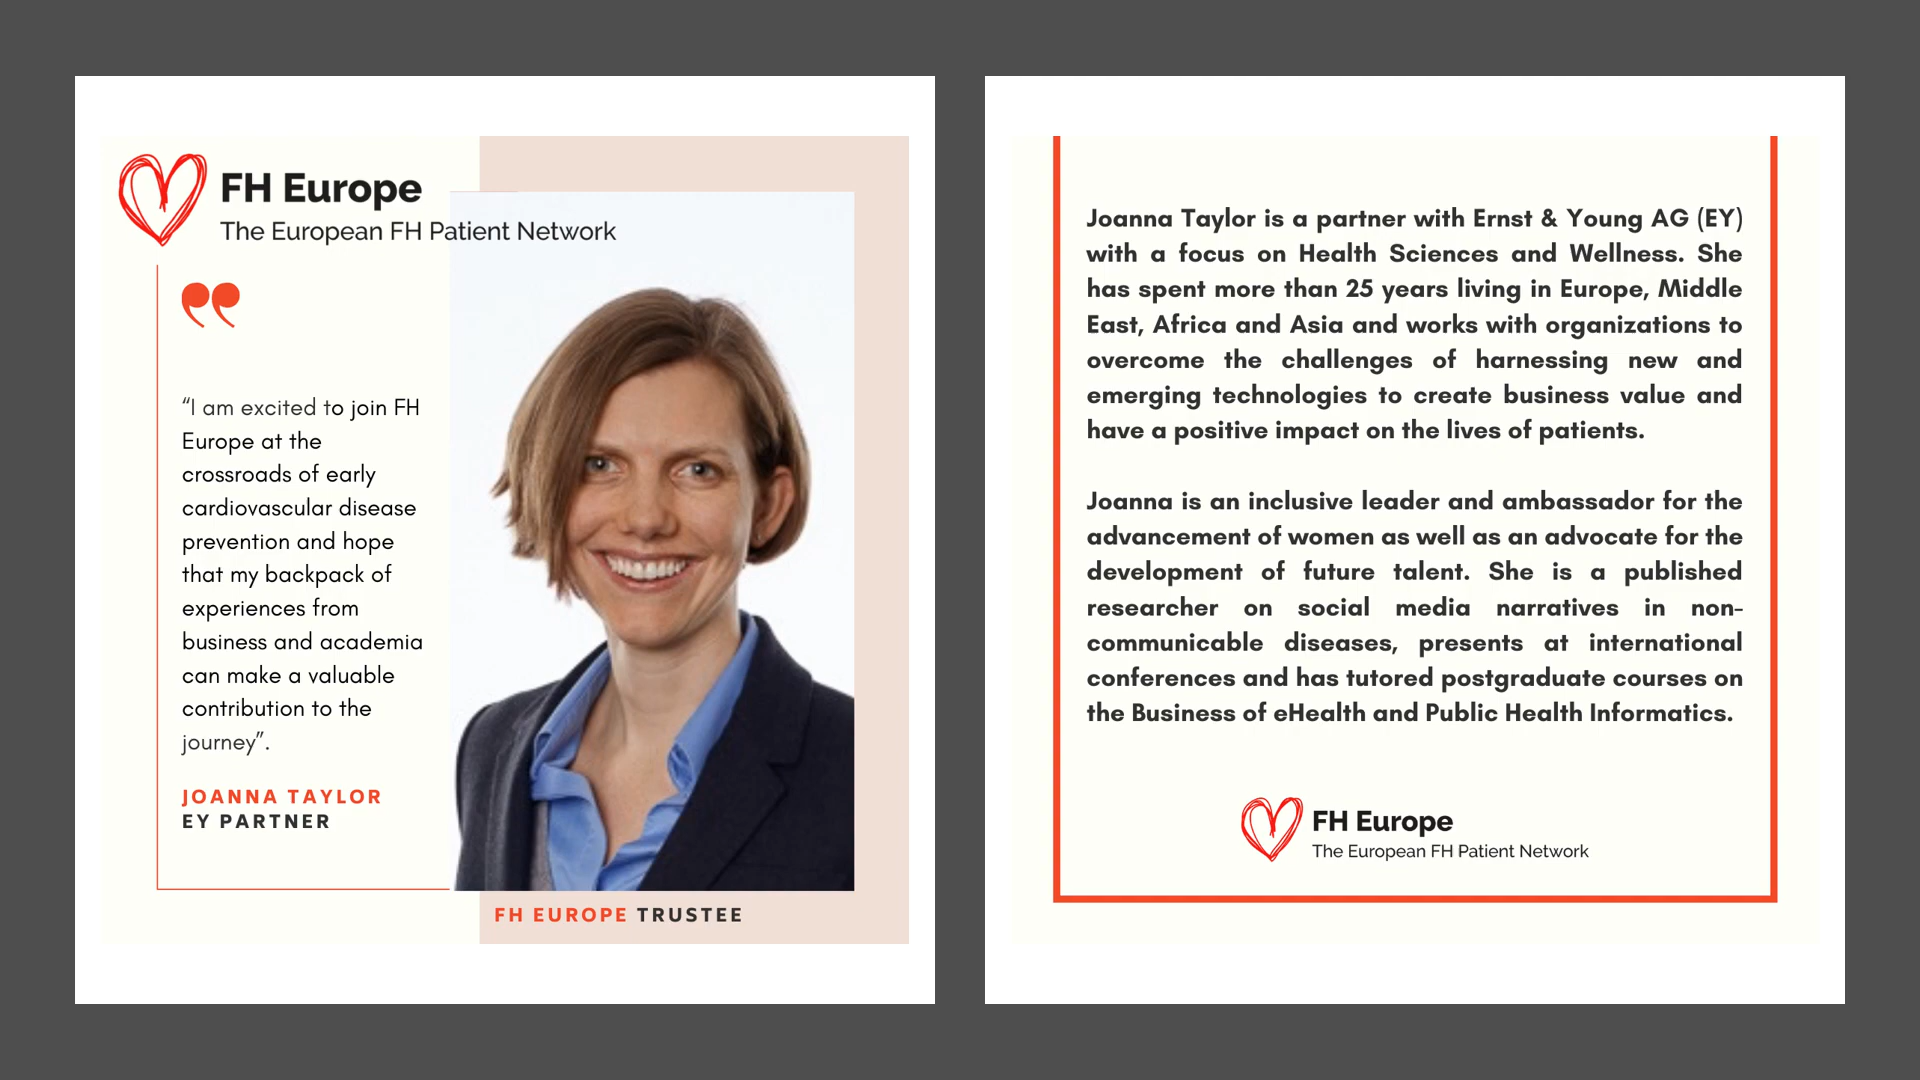 FH Europe
The European FH Patient Network
“I am excited to join FH
Europe at the
crossroads of early
cardiovascular disease
prevention and hope
that my backpack of
experiences from
business and academia
can make a valuable
contribution to the
journey”.
JOANNA TAYLOR
EY PARTNER
FH EUROPE TRUSTEE
Joanna Taylor is a partner with Ernst & Young AG (EY)
with a focus on Health Sciences and Wellness. She
has spent more than 25 years living in Europe, Middle
East, Africa and Asia and works with organizations to
overcome the challenges of harnessing new and
emerging technologies to create business value and
have a positive impact on the lives of patients.
Joanna is an inclusive leader and ambassador for the
advancement of women as well as an advocate for the
development of future talent. She is a published
researcher on social media narratives in non-
communicable diseases, presents at international
conferences and has tutored postgraduate courses on
the Business of eHealth and Public Health Informatics.
FH Europe
The European FH Patient Network